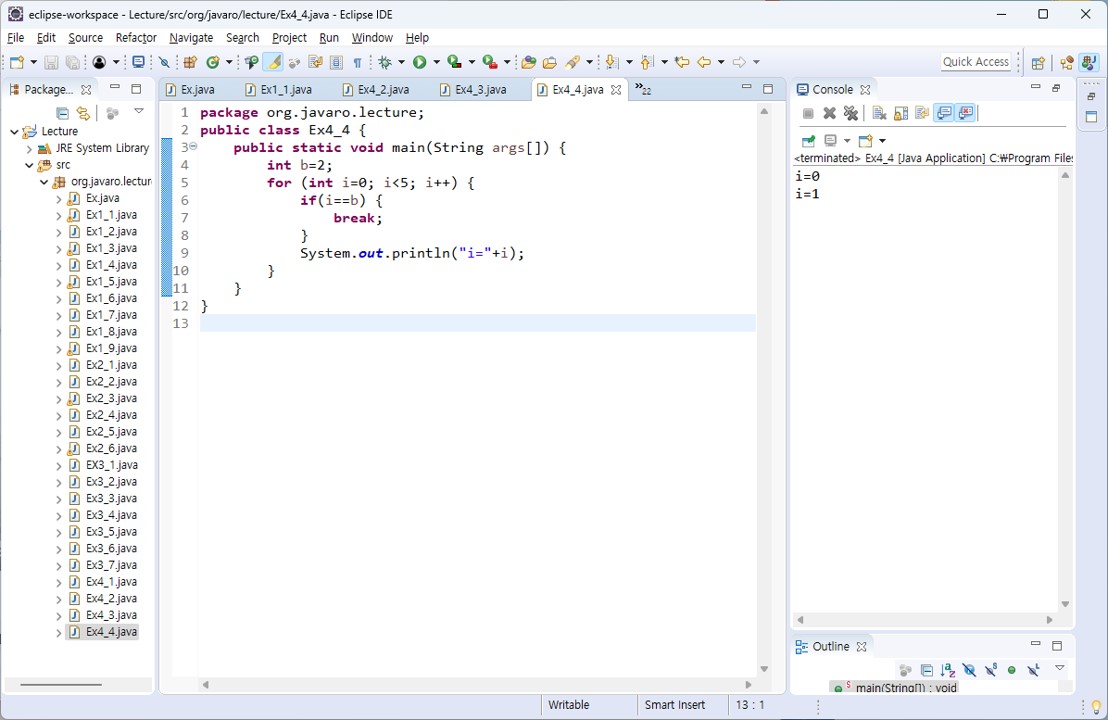 eclipse-workspace - Lecture/src/org/javaro/lecture/Ex4_4.java - Eclipse IDE
File Edit Source Refactor Navigate Search Project Run Window Help
Quick Access
Package...
Lecture
JRE System Library
src
org.javaro.lectur
Ex.java
Ex1_1.java
Ex1_2.java
Ex1_3.java
Ex1_4.java
Ex1_5.java
Ex1_6.java
Ex1_7.java
Ex1_8.java
Ex1_9.java
Ex2_1.java
Ex2_2.java
Ex2_3.java
Ex2_4.java
Ex2_5.java
Ex2_6.java
EX3_1.java
Ex3_2.java
Ex3_3.java
Ex3_4.java
Ex3_5.java
Ex3_6.java
Ex3_7.java
Ex4_1.java
Ex4_2.java
Ex4_3.java
Ex4_4.java
Ex.java Ex1_1.java Ex4_2.java Ex4_3.java Ex4_4.java »22
1 package org.javaro.lecture;
2 public class Ex4_4 {
3 public static void main(String args[]) {
4 int b=2;
5 for (int i=0; i<5; i++) {
6 if(i==b) {
7 break;
8 }
9 System.out.println("i="+i);
10 }
11 }
12 }
13
Console
<terminated> Ex4_4 [Java Application] C:₩Program Files
i=0
i=1
Outline
main(String[]) : void
Writable Smart Insert 13 : 1